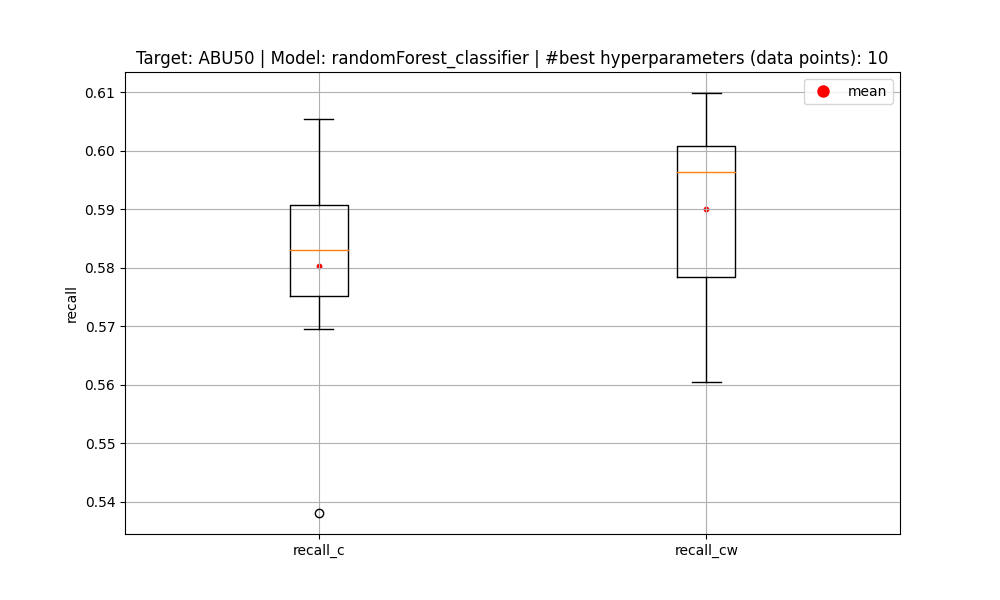 Target: ABU50 | Model: randomForest_classifier | #best hyperparameters (data points): 10
mean
0.61
0.60
0.59
0.58
0.57
0.56
0.55
0.54
recall
recall_c
recall_cw